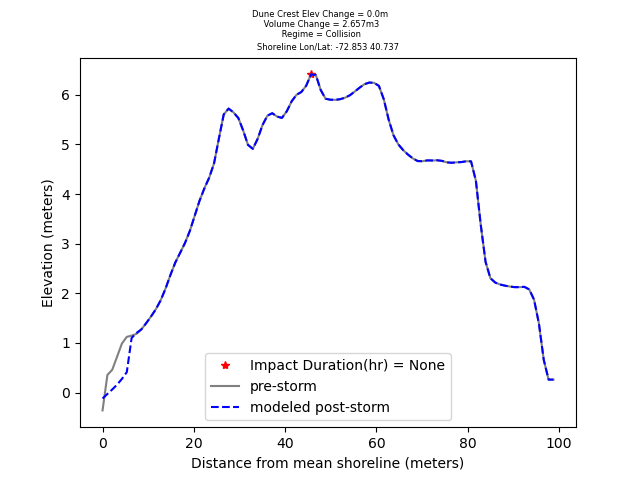 Dune Crest Elev Change = 0.0m
Volume Change = 2.657m3
Regime = Collision
Shoreline Lon/Lat: -72.853 40.737
6
5
4
3
2
1
0
Elevation (meters)
Impact Duration(hr) = None
pre-storm
modeled post-storm
0 20 40 60 80 100
Distance from mean shoreline (meters)